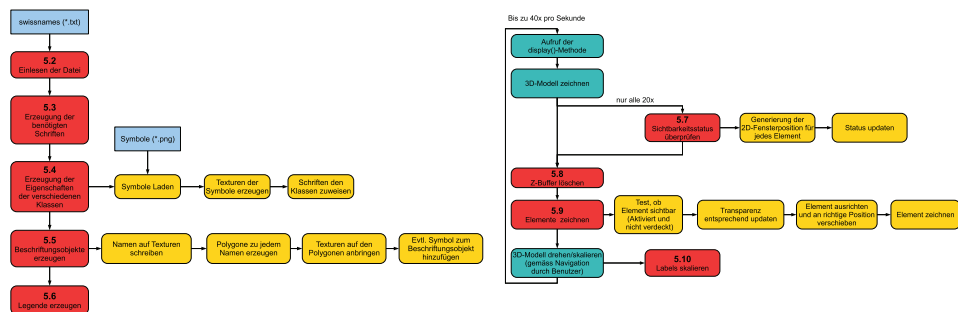 swissnames (*.txt)
5.2
Einlesen der Datei
5.3
Erzeugung der
benötigten
Schriften
Symbole (*.png)
5.4
Erzeugung der
Eigenschaften
der verschiedenen
Klassen
Symbole Laden
Texturen der
Symbole erzeugen
Schriften den
Klassen zuweisen
5.5
Beschriftungsobjekte
erzeugen
Namen auf Texturen
schreiben
Polygone zu jedem
Namen erzeugen
Texturen auf den
Polygonen anbringen
Evtl. Symbol zum
Beschriftungsobjekt
hinzufügen
5.6
Legende erzeugen
Bis zu 40x pro Sekunde
Aufruf der
display()-Methode
3D-Modell zeichnen
nur alle 20x
5.7
Sichtbarkeitsstatus
überprüfen
Generierung der
2D-Fensterposition für
jedes Element
Status updaten
5.8
Z-Buffer löschen
5.9
Elemente zeichnen
Test, ob
Element sichtbar
(Aktiviert und
nicht verdeckt)
Transparenz
entsprechend updaten
Element ausrichten
und an richtige Position
verschieben
Element zeichnen
3D-Modell drehen/skalieren
(gemäss Navigation
durch Benutzer)
5.10
Labels skalieren